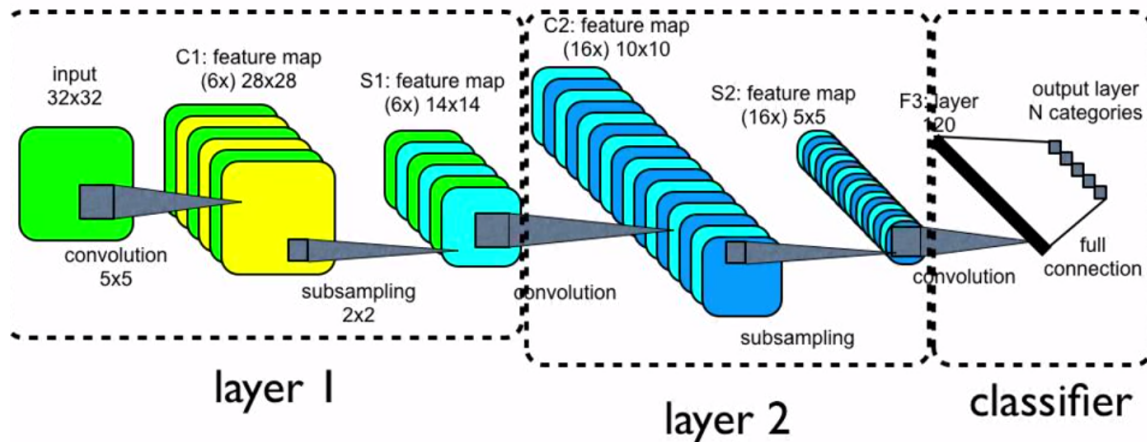 input
32x32
C1: feature map
(6x) 28x28
S1: feature map
(6x) 14x14
convolution
5x5
subsampling
2x2
convolution
layer 1
C2: feature map
(16x) 10x10
S2: feature map
(16x) 5x5
subsampling
layer 2
F3: layer
120
output layer
N categories
convolution
full
connection
classifier